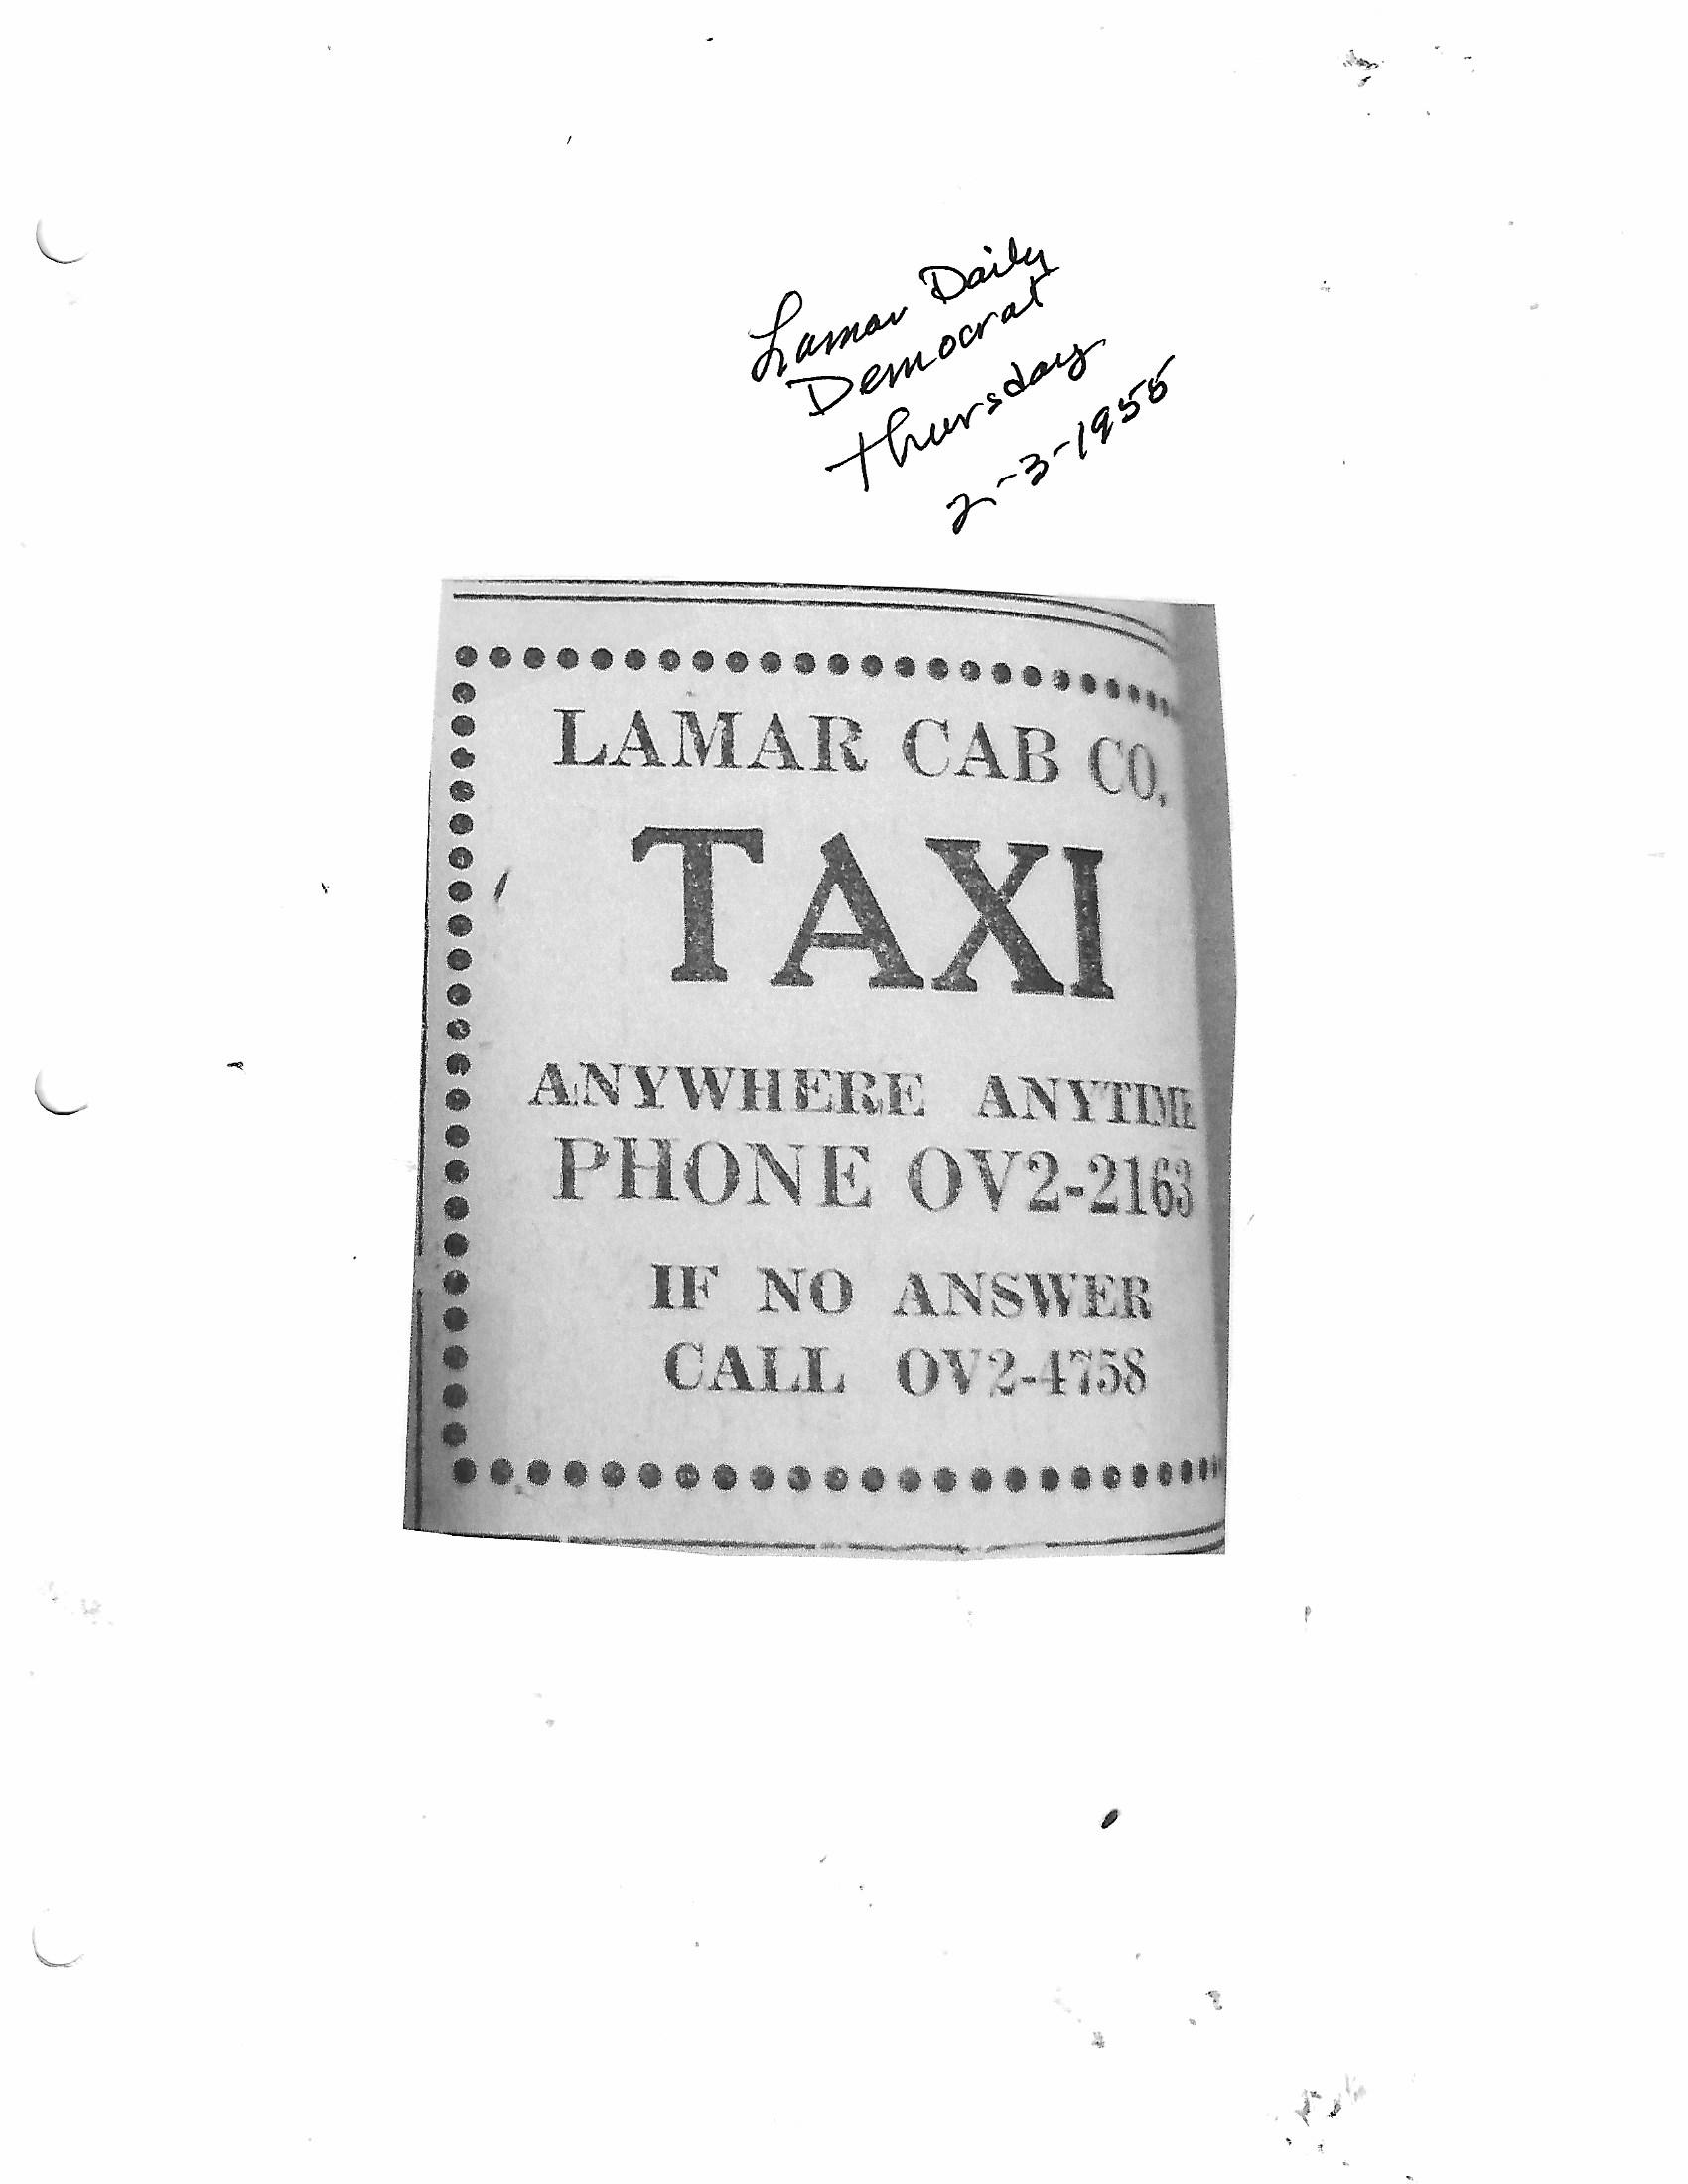 Lamar Daily
Democrat
Thursday
2-3-1955
LAMAR CAB CO.
TAXI
ANYWHERE ANYTIME
PHONE OV2-2163
IF NO ANSWER
CALL OV2-4758